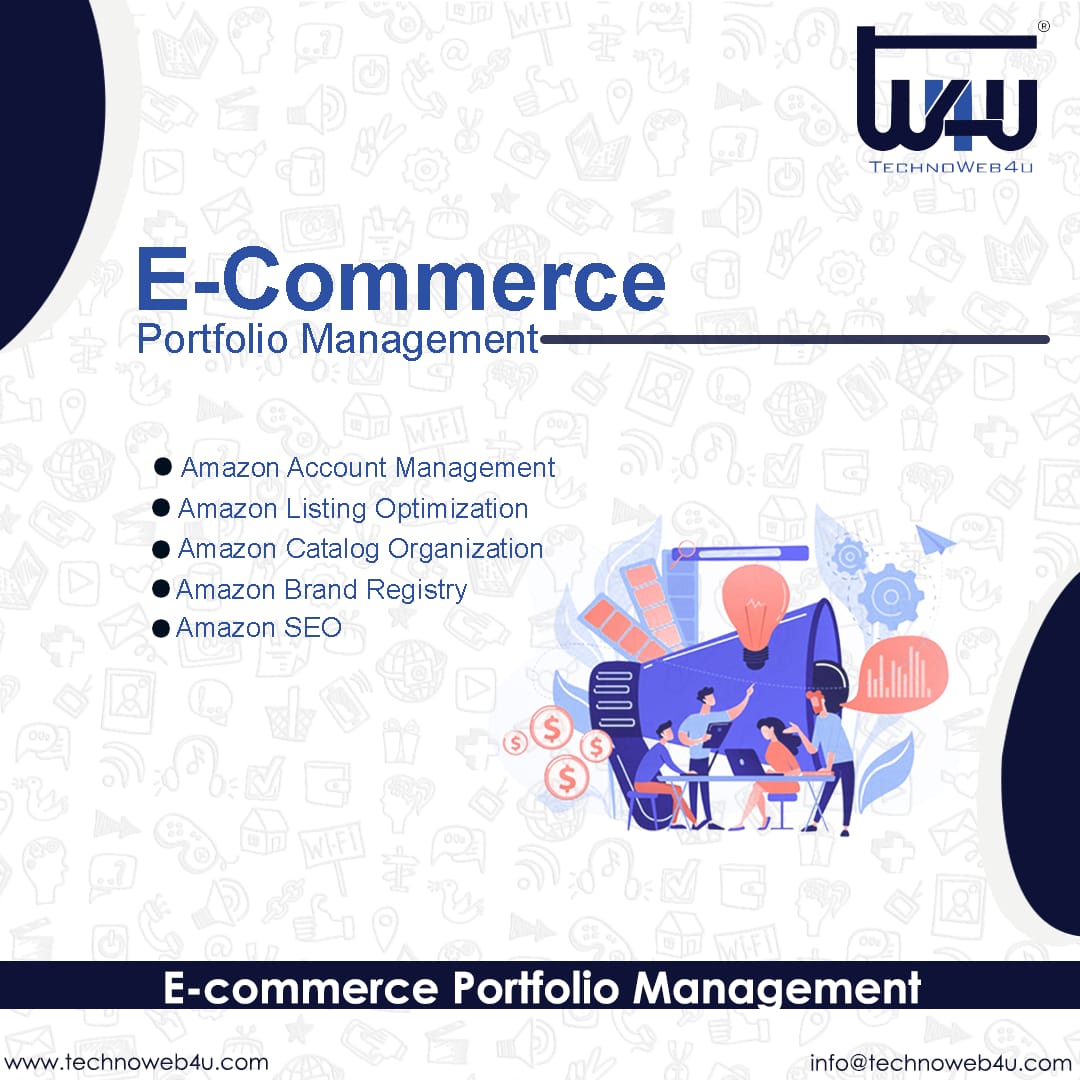 ®
TW4U
TECHNOWEB4U
E-Commerce
Portfolio Management
Amazon Account Management
Amazon Listing Optimization
Amazon Catalog Organization
Amazon Brand Registry
Amazon SEO
E-commerce Portfolio Management
www.technoweb4u.com
info@technoweb4u.com